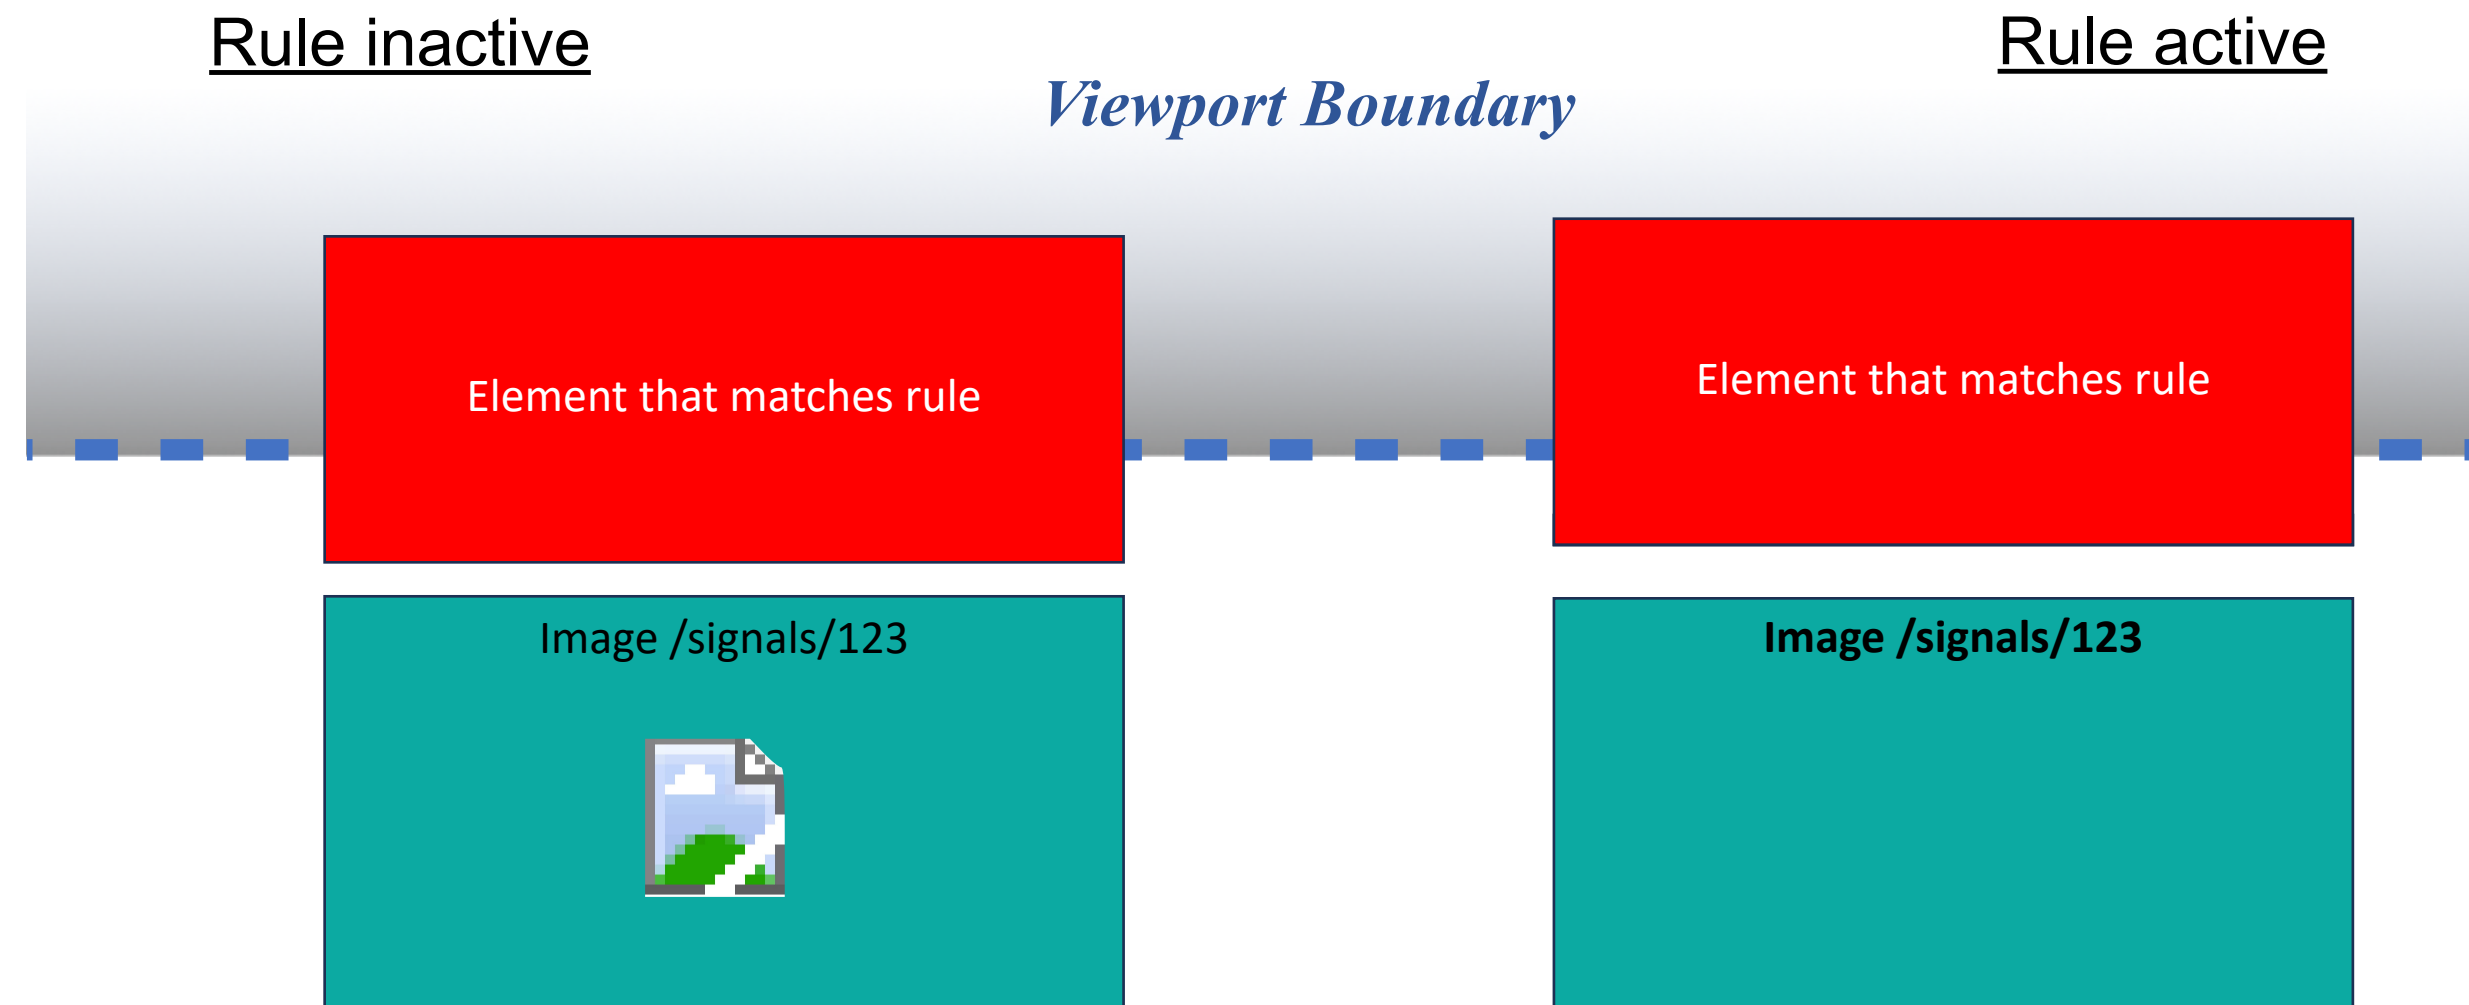 Rule inactive
Rule active
Viewport Boundary
Element that matches rule
Element that matches rule
Image /signals/123
Image /signals/123